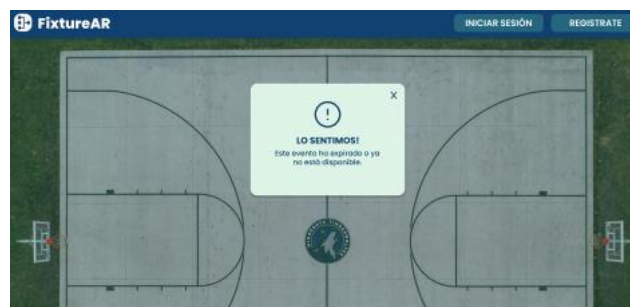 FixtureAR
INICIAR SESIÓN
REGISTRATE
X
LO SENTIMOS!
Este evento ha expirado o ya
no está disponible.